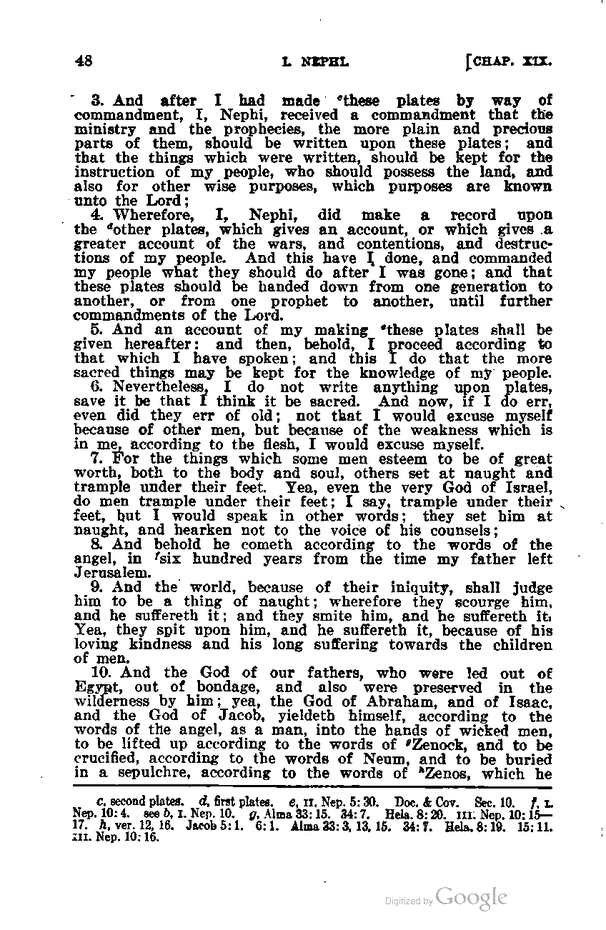 48 I. NEPHI. [CHAP. XIX.
3. And after I had made ᶜthese plates by way of
commandment, I, Nephi, received a commandment that the
ministry and the prophecies, the more plain and precious
parts of them, should be written upon these plates; and
that the things which were written, should be kept for the
instruction of my people, who should possess the land, and
also for other wise purposes, which purposes are known
unto the Lord;
4. Wherefore, I, Nephi, did make a record upon
the ᵈother plates, which gives an account, or which gives a
greater account of the wars, and contentions, and destruc-
tions of my people. And this have I done, and commanded
my people what they should do after I was gone; and that
these plates should be handed down from one generation to
another, or from one prophet to another, until further
commandments of the Lord.
5. And an account of my making ᵉthese plates shall be
given hereafter: and then, behold, I proceed according to
that which I have spoken; and this I do that the more
sacred things may be kept for the knowledge of my people.
6. Nevertheless, I do not write anything upon plates,
save it be that I think it be sacred. And now, if I do err,
even did they err of old; not that I would excuse myself
because of other men, but because of the weakness which is
in me, according to the flesh, I would excuse myself.
7. For the things which some men esteem to be of great
worth, both to the body and soul, others set at naught and
trample under their feet. Yea, even the very God of Israel,
do men trample under their feet; I say, trample under their
feet, but I would speak in other words; they set him at
naught, and hearken not to the voice of his counsels;
8. And behold he cometh according to the words of the
angel, in ᶠsix hundred years from the time my father left
Jerusalem.
9. And the world, because of their iniquity, shall judge
him to be a thing of naught; wherefore they scourge him,
and he suffereth it; and they smite him, and he suffereth it.
Yea, they spit upon him, and he suffereth it, because of his
loving kindness and his long suffering towards the children
of men.
10. And the God of our fathers, who were led out of
Egypt, out of bondage, and also were preserved in the
wilderness by him; yea, the God of Abraham, and of Isaac,
and the God of Jacob, yieldeth himself, according to the
words of the angel, as a man, into the hands of wicked men,
to be lifted up according to the words of ᵍZenock, and to be
crucified, according to the words of Neum, and to be buried
in a sepulchre, according to the words of ʰZenos, which he
c, second plates. d, first plates. e, II. Nep. 5: 30. Doc. & Cov. Sec. 10. f, I.
Nep. 10: 4. see b, I. Nep. 10. g, Alma 33: 15. 34: 7. Hela. 8: 20. III. Nep. 10: 15—
17. h, ver. 12, 16. Jacob 5: 1. 6: 1. Alma 33: 3, 13, 15. 34: 7. Hela. 8: 19. 15: 11.
III. Nep. 10: 16.
Digitized by Google